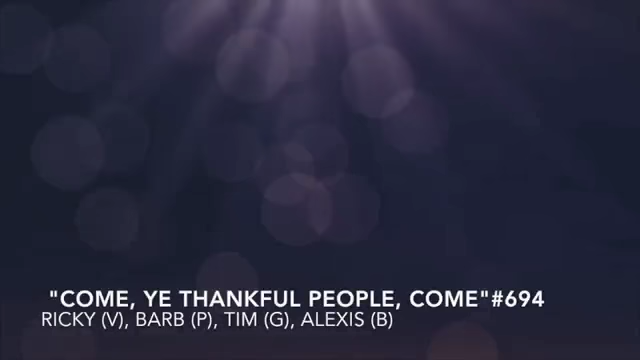 "COME, YE THANKFUL PEOPLE, COME"#694
RICKY (V), BARB (P), TIM (G), ALEXIS (B)